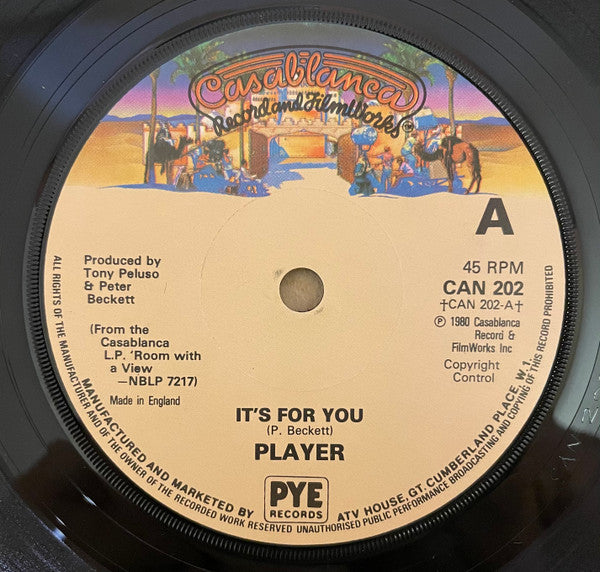 Casablanca
Record and FilmWorks®
A
Produced by
Tony Peluso
& Peter
Beckett
(From the
Casablanca
L.P. 'Room with
a View
—NBLP 7217)
Made in England
45 RPM
CAN 202
†CAN 202-A†
℗ 1980 Casablanca
Record &
FilmWorks Inc
Copyright
Control
IT'S FOR YOU
(P. Beckett)
PLAYER
MANUFACTURED AND MARKETED BY
PYE
RECORDS
ATV HOUSE, GT. CUMBERLAND PLACE, W.1.
ALL RIGHTS OF THE MANUFACTURER AND OF THE OWNER OF THE RECORDED WORK RESERVED UNAUTHORISED PUBLIC PERFORMANCE BROADCASTING AND COPYING OF THIS RECORD PROHIBITED